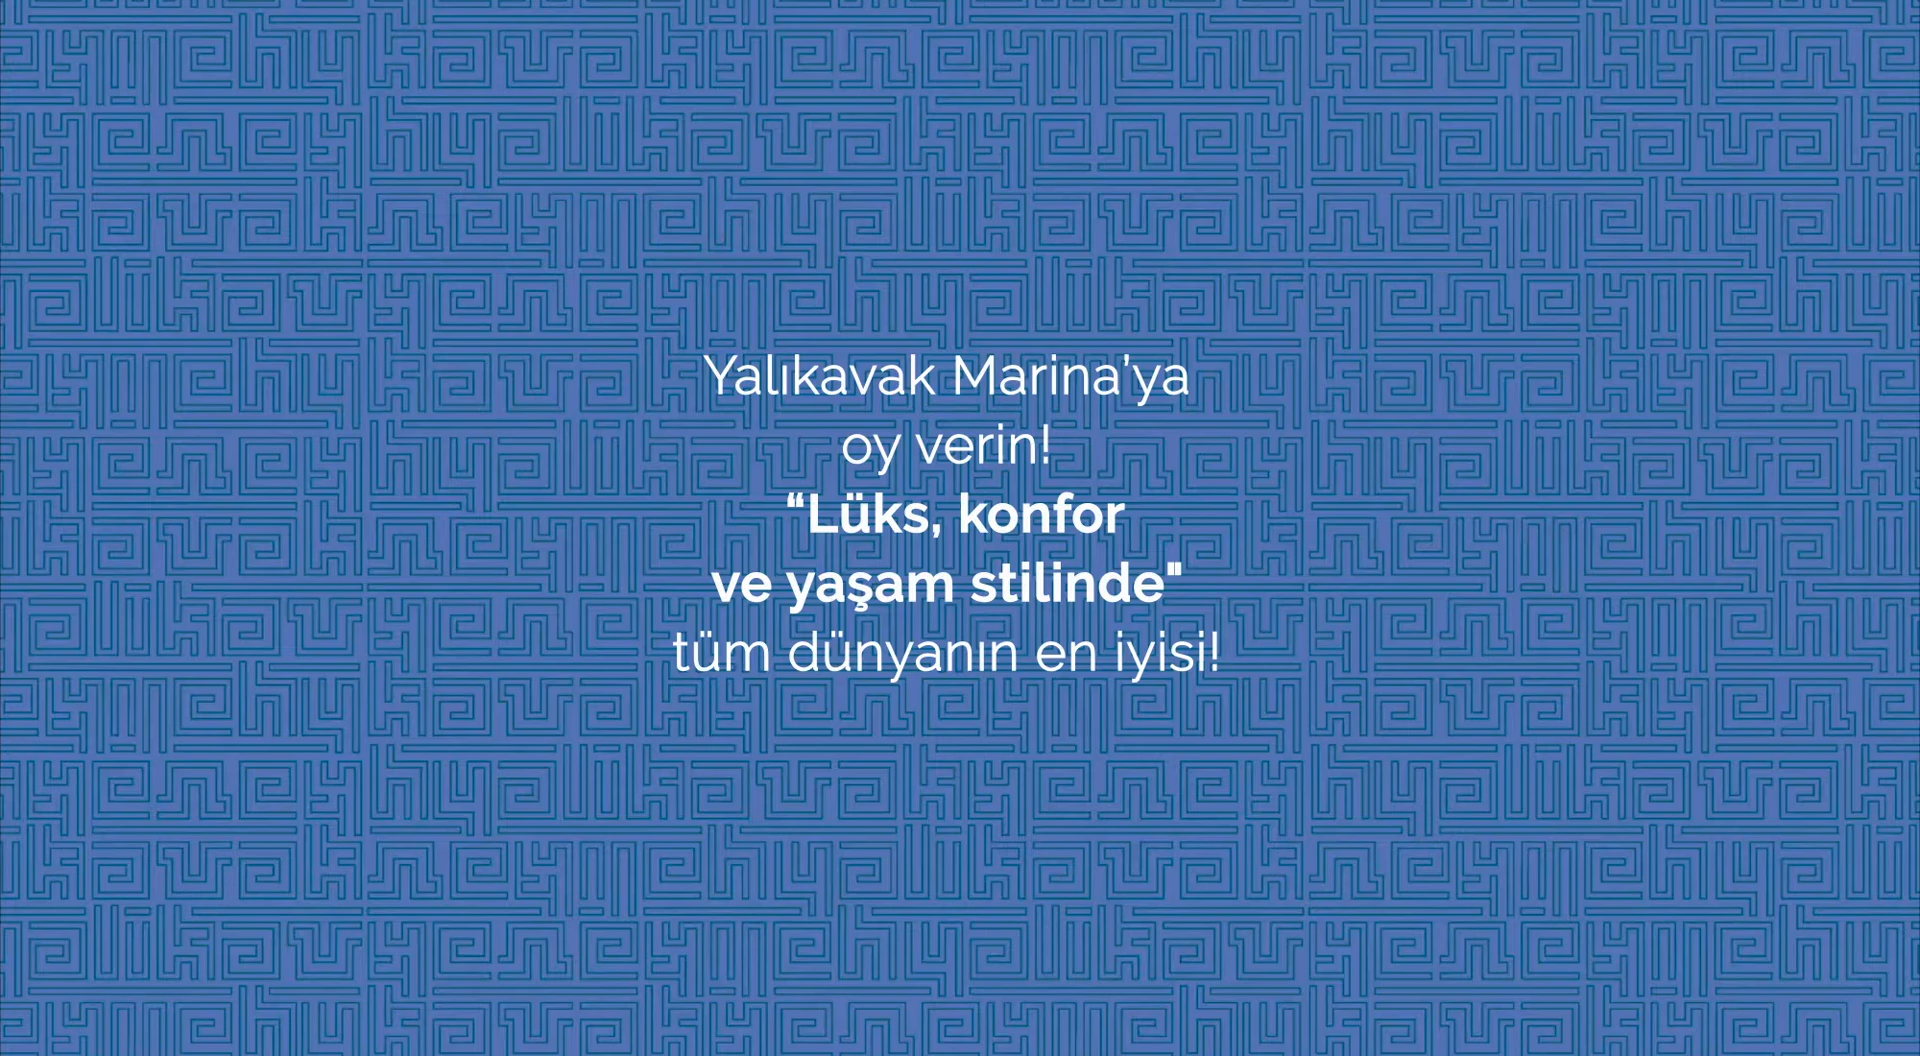 Yalıkavak Marina’ya
oy verin!
“Lüks, konfor
ve yaşam stilinde"
tüm dünyanın en iyisi!